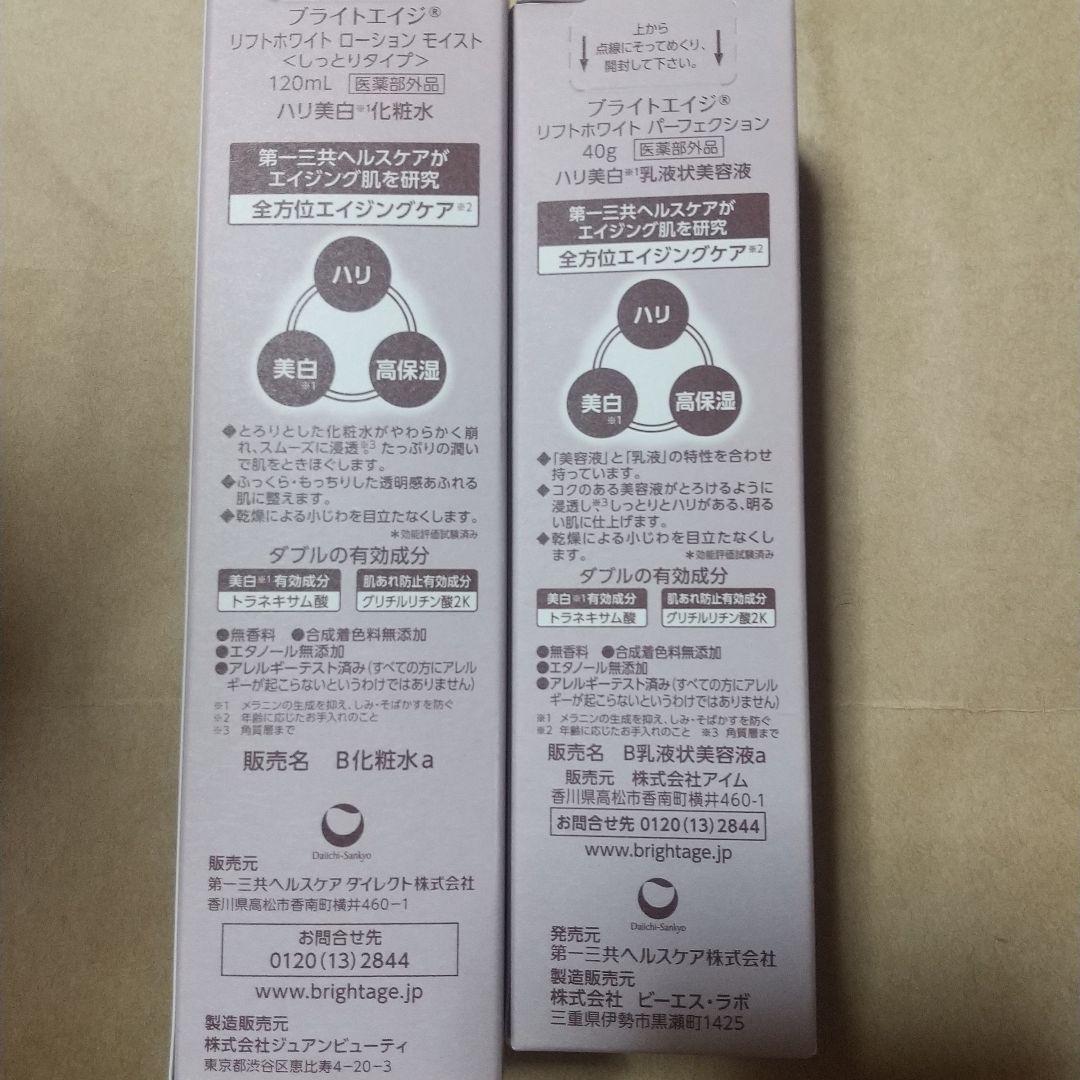 ブライトエイジ®
リフトホワイト ローション モイスト
<しっとりタイプ>
120mL 医薬部外品
ハリ美白※1化粧水
第一三共ヘルスケアが
エイジング肌を研究
全方位エイジングケア※2
ハリ
美白
※1
高保湿
◆とろりとした化粧水がやわらかく崩
れ、スムーズに浸透※3。たっぷりの潤い
で肌をときほぐします。
◆ふっくら・もっちりした透明感あふれる
肌に整えます。
◆乾燥による小じわを目立たなくします。
*効能評価試験済み
ダブルの有効成分
美白※1有効成分
トラネキサム酸
肌あれ防止有効成分
グリチルリチン酸2K
●無香料 ●合成着色料無添加
●エタノール無添加
●アレルギーテスト済み(すべての方にアレル
ギーが起こらないというわけではありません)
※1 メラニンの生成を抑え、しみ・そばかすを防ぐ
※2 年齢に応じたお手入れのこと
※3 角質層まで
販売名 B化粧水a
Daiichi-Sankyo
販売元
第一三共ヘルスケア ダイレクト株式会社
香川県高松市香南町横井460-1
お問合せ先
0120(13)2844
www.brightage.jp
製造販売元
株式会社ジュアンビューティ
東京都渋谷区恵比寿4-20-3
上から
点線にそってめくり、
開封して下さい。
ブライトエイジ®
リフトホワイト パーフェクション
40g 医薬部外品
ハリ美白※1乳液状美容液
第一三共ヘルスケアが
エイジング肌を研究
全方位エイジングケア※2
ハリ
美白
※1
高保湿
◆「美容液」と「乳液」の特性を合わせ
持っています。
◆コクのある美容液がとろけるように
浸透し※3、しっとりとハリがある、明る
い肌に仕上げます。
◆乾燥による小じわを目立たなくし
ます。 *効能評価試験済み
ダブルの有効成分
美白※1有効成分
トラネキサム酸
肌あれ防止有効成分
グリチルリチン酸2K
●無香料 ●合成着色料無添加
●エタノール無添加
●アレルギーテスト済み(すべての方にアレル
ギーが起こらないというわけではありません)
※1 メラニンの生成を抑え、しみ・そばかすを防ぐ
※2 年齢に応じたお手入れのこと ※3 角質層まで
販売名 B乳液状美容液a
販売元 株式会社アイム
香川県高松市香南町横井460-1
お問合せ先 0120(13)2844
www.brightage.jp
Daiichi-Sankyo
発売元
第一三共ヘルスケア株式会社
製造販売元
株式会社 ビーエス・ラボ
三重県伊勢市黒瀬町1425